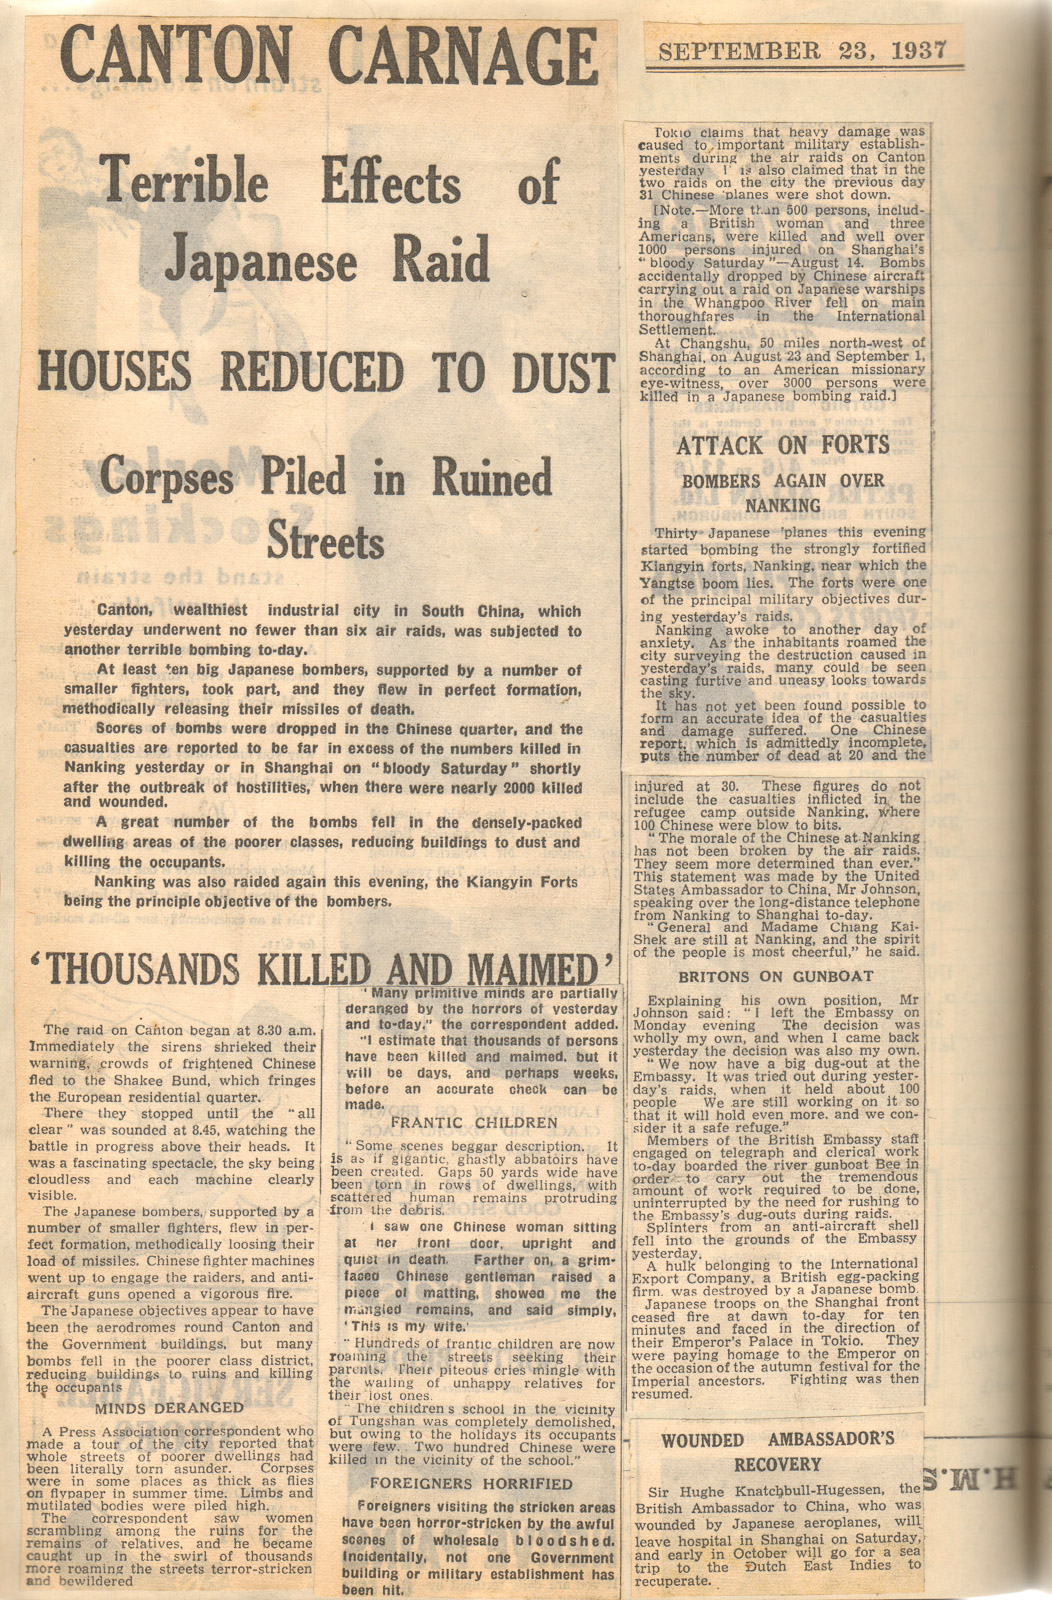 CANTON CARNAGE
Terrible Effects of
Japanese Raid
HOUSES REDUCED TO DUST
Corpses Piled in Ruined
Streets
Canton, wealthiest industrial city in South China, which
yesterday underwent no fewer than six air raids, was subjected to
another terrible bombing to-day.
At least ten big Japanese bombers, supported by a number of
smaller fighters, took part, and they flew in perfect formation,
methodically releasing their missiles of death.
Scores of bombs were dropped in the Chinese quarter, and the
casualties are reported to be far in excess of the numbers killed in
Nanking yesterday or in Shanghai on "bloody Saturday" shortly
after the outbreak of hostilities, when there were nearly 2000 killed
and wounded.
A great number of the bombs fell in the densely-packed
dwelling areas of the poorer classes, reducing buildings to dust and
killing the occupants.
Nanking was also raided again this evening, the Kiangyin Forts
being the principle objective of the bombers.
'THOUSANDS KILLED AND MAIMED'
The raid on Canton began at 8.30 a.m.
Immediately the sirens shrieked their
warning, crowds of frightened Chinese
fled to the Shakee Bund, which fringes
the European residential quarter.
There they stopped until the "all
clear" was sounded at 8.45, watching the
battle in progress above their heads. It
was a fascinating spectacle, the sky being
cloudless and each machine clearly
visible.
The Japanese bombers, supported by a
number of smaller fighters, flew in per-
fect formation, methodically loosing their
load of missiles. Chinese fighter machines
went up to engage the raiders, and anti-
aircraft guns opened a vigorous fire.
The Japanese objectives appear to have
been the aerodromes round Canton and
the Government buildings, but many
bombs fell in the poorer class district,
reducing buildings to ruins and killing
the occupants
MINDS DERANGED
A Press Association correspondent who
made a tour of the city reported that
whole streets of poorer dwellings had
been literally torn asunder. Corpses
were in some places as thick as flies
on flypaper in summer time. Limbs and
mutilated bodies were piled high.
The correspondent saw women
scrambling among the ruins for the
remains of relatives, and he became
caught up in the swirl of thousands
more roaming the streets terror-stricken
and bewildered
"Many primitive minds are partially
deranged by the horrors of yesterday
and to-day," the correspondent added.
"I estimate that thousands of persons
have been killed and maimed, but it
will be days, and perhaps weeks,
before an accurate check can be
made.
FRANTIC CHILDREN
"Some scenes beggar description. It
is as if gigantic, ghastly abbatoirs have
been created. Gaps 50 yards wide have
been torn in rows of dwellings, with
scattered human remains protruding
from the debris.
"I saw one Chinese woman sitting
at her front door, upright and
quiet in death. Farther on, a grim-
faced Chinese gentleman raised a
piece of matting, showed me the
mangled remains, and said simply,
'This is my wife.'
"Hundreds of frantic children are now
roaming the streets seeking their
parents. Their piteous cries mingle with
the wailing of unhappy relatives for
their lost ones.
"The children's school in the vicinity
of Tungshan was completely demolished,
but owing to the holidays its occupants
were few. Two hundred Chinese were
killed in the vicinity of the school."
FOREIGNERS HORRIFIED
Foreigners visiting the stricken areas
have been horror-stricken by the awful
scenes of wholesale bloodshed.
Incidentally, not one Government
building or military establishment has
been hit.
SEPTEMBER 23, 1937
Tokio claims that heavy damage was
caused to important military establish-
ments during the air raids on Canton
yesterday is also claimed that in the
two raids on the city the previous day
31 Chinese 'planes were shot down.
[Note.—More than 500 persons, includ-
ing a British woman and three
Americans, were killed and well over
1000 persons injured on Shanghai's
"bloody Saturday"—August 14. Bombs
accidentally dropped by Chinese aircraft
carrying out a raid on Japanese warships
in the Whangpoo River fell on main
thoroughfares in the International
Settlement.
At Changshu, 50 miles north-west of
Shanghai, on August 23 and September 1,
according to an American missionary
eye-witness, over 3000 persons were
killed in a Japanese bombing raid.]
ATTACK ON FORTS
BOMBERS AGAIN OVER
NANKING
Thirty Japanese 'planes this evening
started bombing the strongly fortified
Kiangyin forts, Nanking, near which the
Yangtse boom lies. The forts were one
of the principal military objectives dur-
ing yesterday's raids.
Nanking awoke to another day of
anxiety. As the inhabitants roamed the
city surveying the destruction caused in
yesterday's raids, many could be seen
casting furtive and uneasy looks towards
the sky.
It has not yet been found possible to
form an accurate idea of the casualties
and damage suffered. One Chinese
report, which is admittedly incomplete,
puts the number of dead at 20 and the
injured at 30. These figures do not
include the casualties inflicted in the
refugee camp outside Nanking, where
100 Chinese were blow to bits.
"The morale of the Chinese at Nanking
has not been broken by the air raids.
They seem more determined than ever."
This statement was made by the United
States Ambassador to China, Mr Johnson,
speaking over the long-distance telephone
from Nanking to Shanghai to-day.
"General and Madame Chiang Kai-
Shek are still at Nanking, and the spirit
of the people is most cheerful," he said.
BRITONS ON GUNBOAT
Explaining his own position, Mr
Johnson said: "I left the Embassy on
Monday evening The decision was
wholly my own, and when I came back
yesterday the decision was also my own.
"We now have a big dug-out at the
Embassy. It was tried out during yester-
day's raids, when it held about 100
people We are still working on it so
that it will hold even more, and we con-
sider it a safe refuge."
Members of the British Embassy staff
engaged on telegraph and clerical work
to-day boarded the river gunboat Bee in
order to cary out the tremendous
amount of work required to be done,
uninterrupted by the need for rushing to
the Embassy's dug-outs during raids.
Splinters from an anti-aircraft shell
fell into the grounds of the Embassy
yesterday.
A hulk belonging to the International
Export Company, a British egg-packing
firm, was destroyed by a Japanese bomb.
Japanese troops on the Shanghai front
ceased fire at dawn to-day for ten
minutes and faced in the direction of
their Emperor's Palace in Tokio. They
were paying homage to the Emperor on
the occasion of the autumn festival for the
Imperial ancestors. Fighting was then
resumed.
WOUNDED AMBASSADOR'S
RECOVERY
Sir Hughe Knatchbull-Hugessen, the
British Ambassador to China, who was
wounded by Japanese aeroplanes, will
leave hospital in Shanghai on Saturday,
and early in October will go for a sea
trip to the Dutch East Indies to
recuperate.